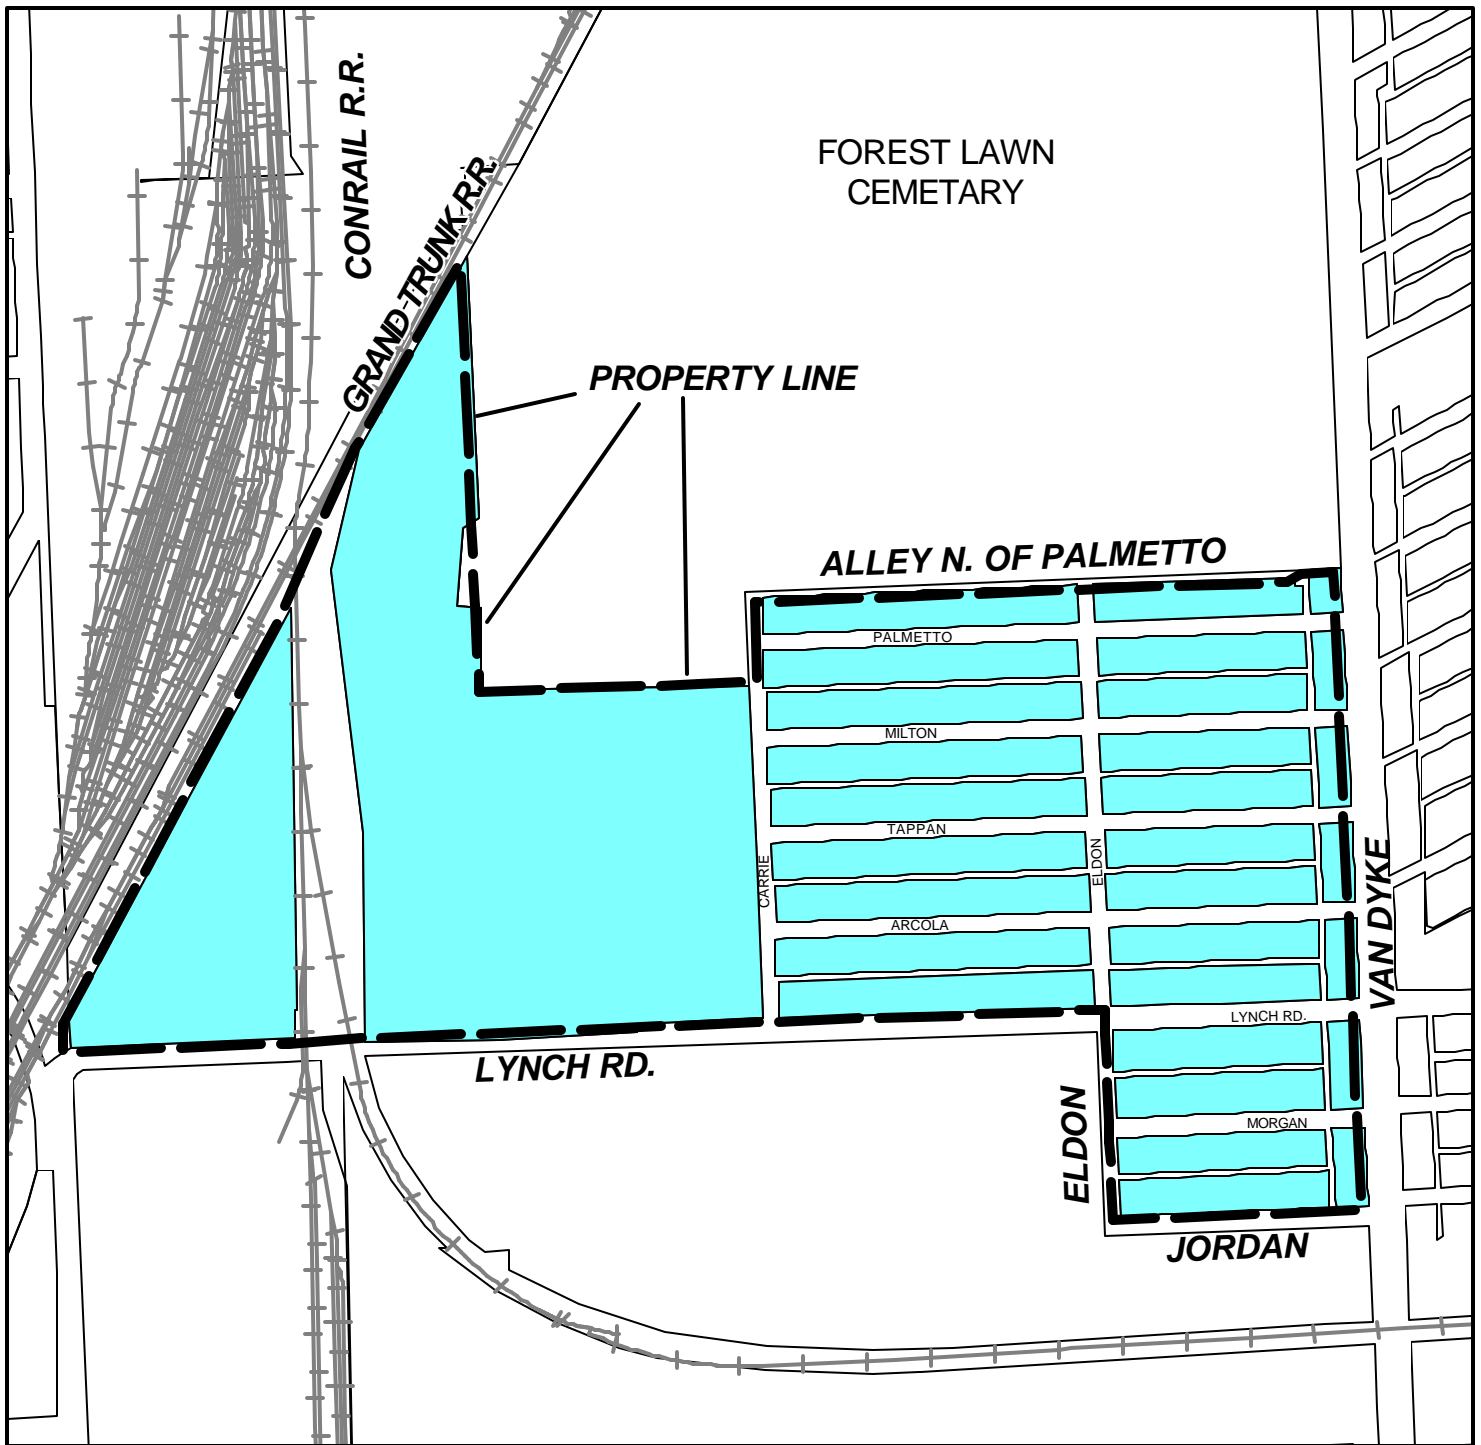 CONRAIL R.R.
FOREST LAWN
CEMETARY
GRAND-TRUNK R.R.
PROPERTY LINE
ALLEY N. OF PALMETTO
PALMETTO
MILTON
TAPPAN
CARRIE
ELDON
VAN DYKE
ARCOLA
LYNCH RD.
LYNCH RD.
ELDON
MORGAN
JORDAN